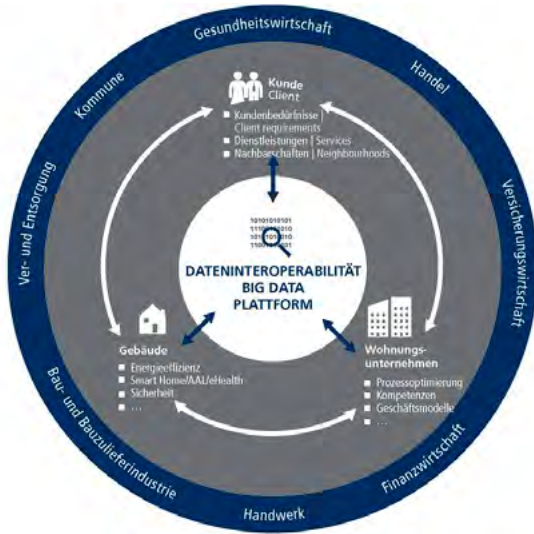 Gesundheitswirtschaft
Kommune
Handel
Ver- und Entsorgung
Versicherungswirtschaft
Kunde
Client
Kundenbedürfnisse |
Client requirements
Dienstleistungen | Services
Nachbarschaften | Neighbourhoods
10101010101
DATENINTEROPERABILITÄT
BIG DATA
PLATTFORM
Gebäude
Energieeffizienz
Smart Home/AAL/eHealth
Sicherheit
...
Wohnungs-
unternehmen
Prozessoptimierung
Kompetenzen
Geschäftsmodelle
...
Bau- und Bauzulieferindustrie
Finanzwirtschaft
Handwerk